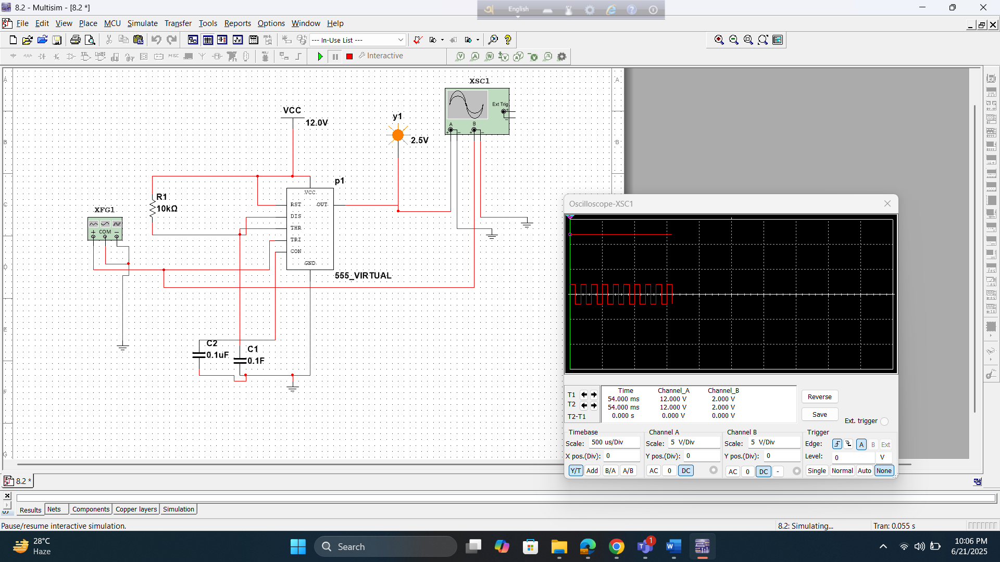 8.2 - Multisim - [8.2 *]
English
File Edit View Place MCU Simulate Transfer Tools Reports Options Window Help
--- In-Use List ---
MISC
Interactive
A
B
C
D
E
F
G
A
B
XSC1
Ext Trig
A
B
VCC
12.0V
y1
2.5V
p1
VCC
RST
OUT
DIS
THR
TRI
CON
GND
555_VIRTUAL
R1
10kΩ
XFG1
COM
C2
0.1uF
C1
0.1F
Oscilloscope-XSC1
Time Channel_A Channel_B
T1 54.000 ms 12.000 V 2.000 V
T2 54.000 ms 12.000 V 2.000 V
T2-T1 0.000 s 0.000 V 0.000 V
Reverse
Save
Ext. trigger
Timebase
Scale: 500 us/Div
X pos.(Div): 0
Y/T Add B/A A/B
Channel A
Scale: 5 V/Div
Y pos.(Div): 0
AC 0 DC
Channel B
Scale: 5 V/Div
Y pos.(Div): 0
AC 0 DC -
Trigger
Edge: A B Ext
Level: 0 V
Single Normal Auto None
8.2 *
Results Nets Components Copper layers Simulation
Pause/resume interactive simulation.
8.2: Simulating...
Tran: 0.055 s
28°C
Haze
Search
1
10:06 PM
6/21/2025